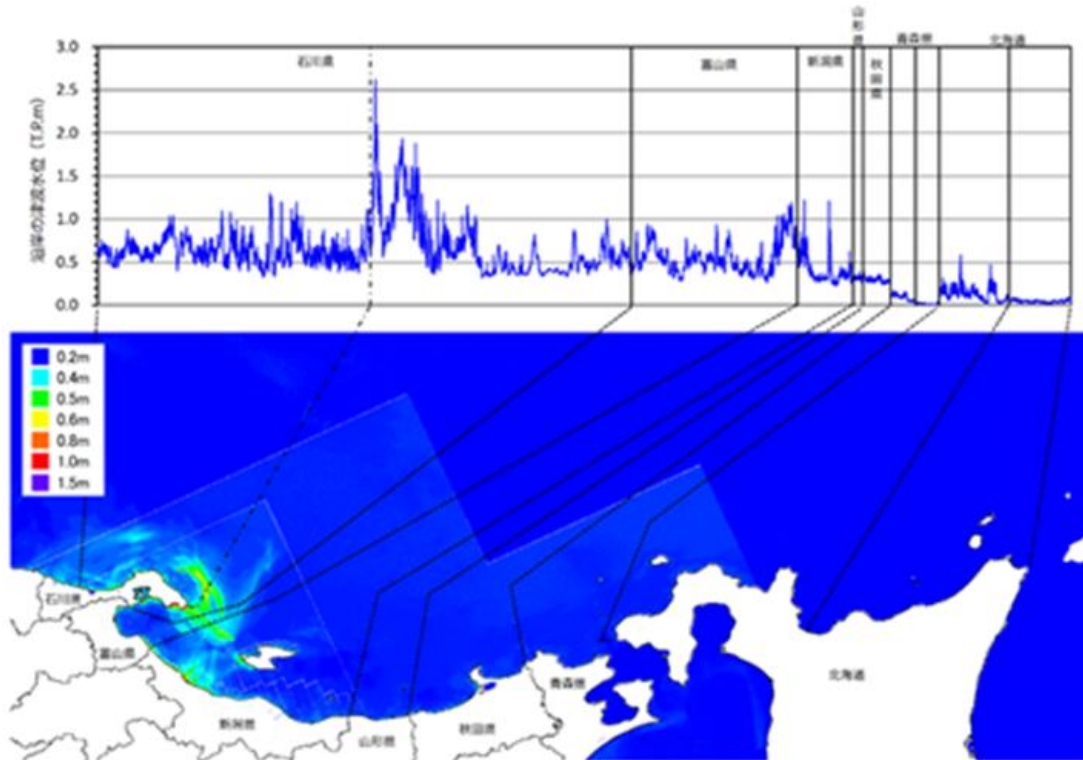 山形県
青森県
北海道
石川県
富山県
新潟県
秋田県
沿岸の津波水位 (T.P.m)
3.0
2.5
2.0
1.5
1.0
0.5
0.0
0.2m
0.4m
0.5m
0.6m
0.8m
1.0m
1.5m
石川県
富山県
新潟県
山形県
秋田県
青森県
北海道